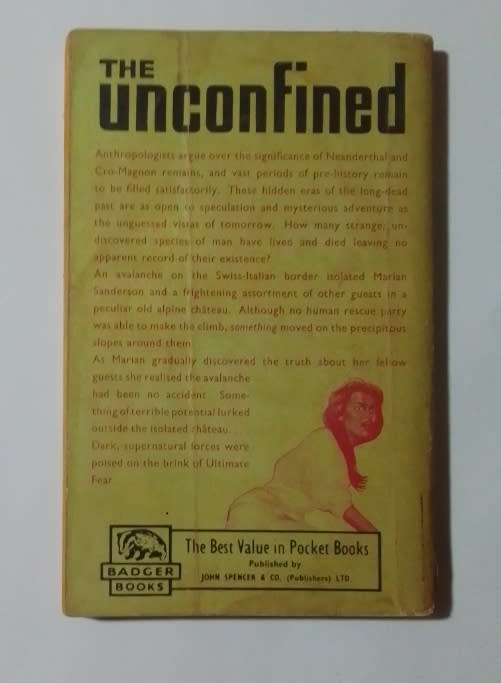 THE
unconfined
Anthropologists argue over the significance of Neanderthal and
Cro-Magnon remains, and vast periods of pre-history remain
to be filled satisfactorily. These hidden eras of the long-dead
past are as open to speculation and mysterious adventure as
the unguessed vistas of tomorrow. How many strange, un-
discovered species of man have lived and died leaving no
apparent record of their existence?
An avalanche on the Swiss-Italian border isolated Marian
Sanderson and a frightening assortment of other guests in a
peculiar old alpine château. Although no human rescue party
was able to make the climb, something moved on the precipitous
slopes around them.
As Marian gradually discovered the truth about her fellow
guests she realised the avalanche
had been no accident. Some-
thing of terrible potential lurked
outside the isolated château...
Dark, supernatural forces were
poised on the brink of Ultimate
Fear
BADGER
BOOKS
The Best Value in Pocket Books
Published by
JOHN SPENCER & CO. (Publishers) LTD.